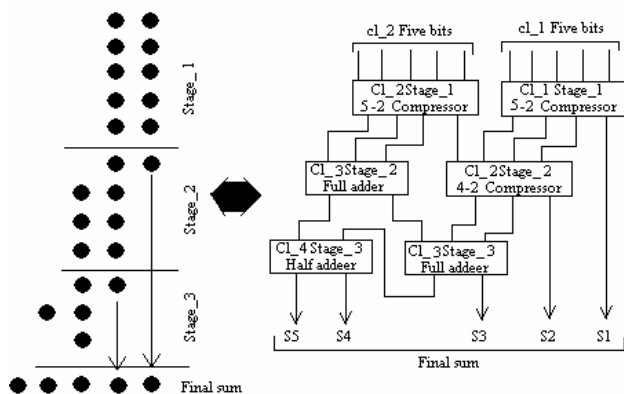 cl_2 Five bits
cl_1 Five bits
Cl_2Stage_1
5-2 Compressor
Cl_1 Stage_1
5-2 Compressor
Stage_1
Cl_3Stage_2
Full adder
Cl_2Stage_2
4-2 Compressor
Stage_2
Cl_4Stage_3
Half addeer
Cl_3Stage_3
Full addeer
Stage_3
S5
S4
S3
S2
S1
Final sum
Final sum